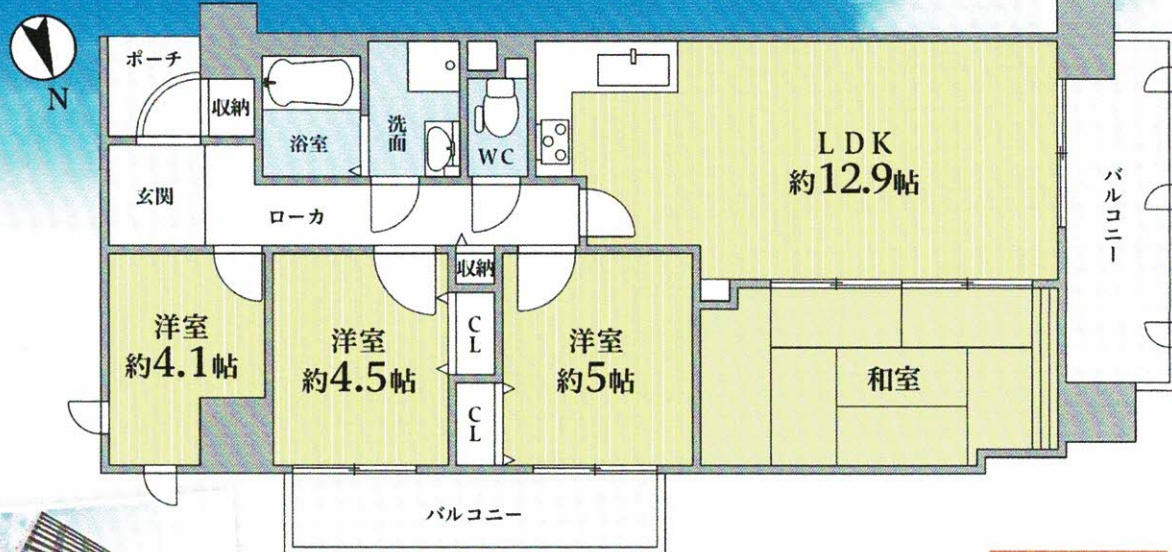 N
ポーチ
収納
浴室
洗面
WC
LDK
約12.9帖
バルコニー
玄関
ローカ
収納
洋室
約4.1帖
洋室
約4.5帖
CL
CL
洋室
約5帖
和室
バルコニー